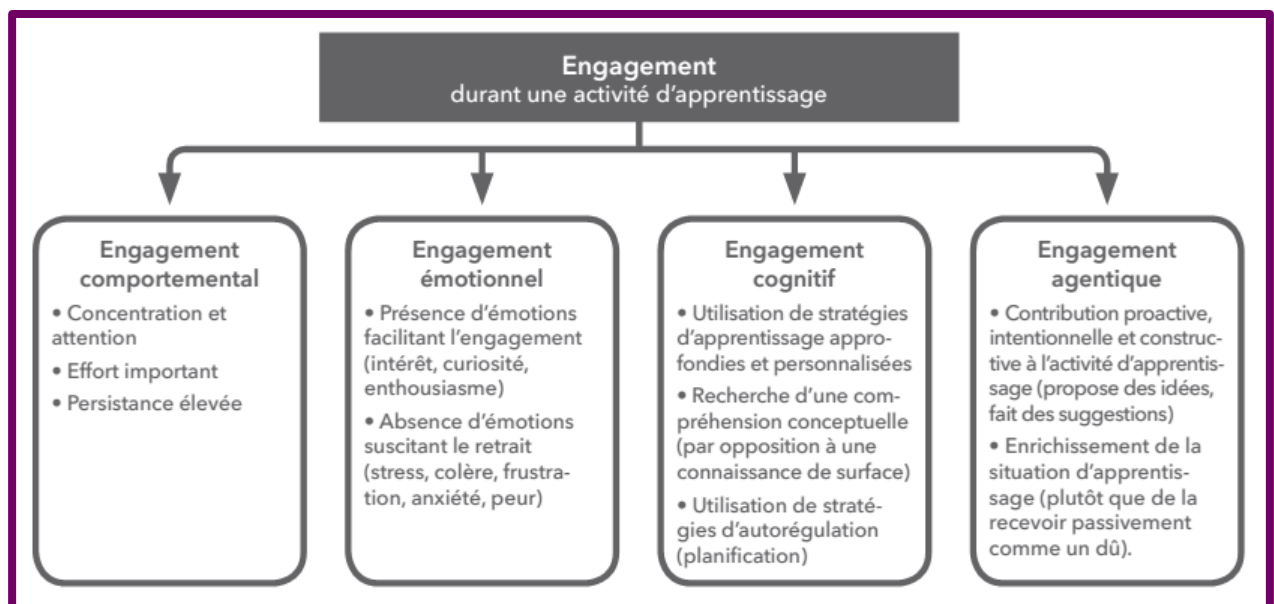 Engagement
durant une activité d'apprentissage
Engagement
comportemental
• Concentration et
attention
• Effort important
• Persistance élevée
Engagement
émotionnel
• Présence d'émotions
facilitant l'engagement
(intérêt, curiosité,
enthousiasme)
• Absence d'émotions
suscitant le retrait
(stress, colère, frustra-
tion, anxiété, peur)
Engagement
cognitif
• Utilisation de stratégies
d'apprentissage appro-
fondies et personnalisées
• Recherche d'une com-
préhension conceptuelle
(par opposition à une
connaissance de surface)
• Utilisation de straté-
gies d'autorégulation
(planification)
Engagement
agentique
• Contribution proactive,
intentionnelle et construc-
tive à l'activité d'apprentis-
sage (propose des idées,
fait des suggestions)
• Enrichissement de la
situation d'apprentis-
sage (plutôt que de la
recevoir passivement
comme un dû).